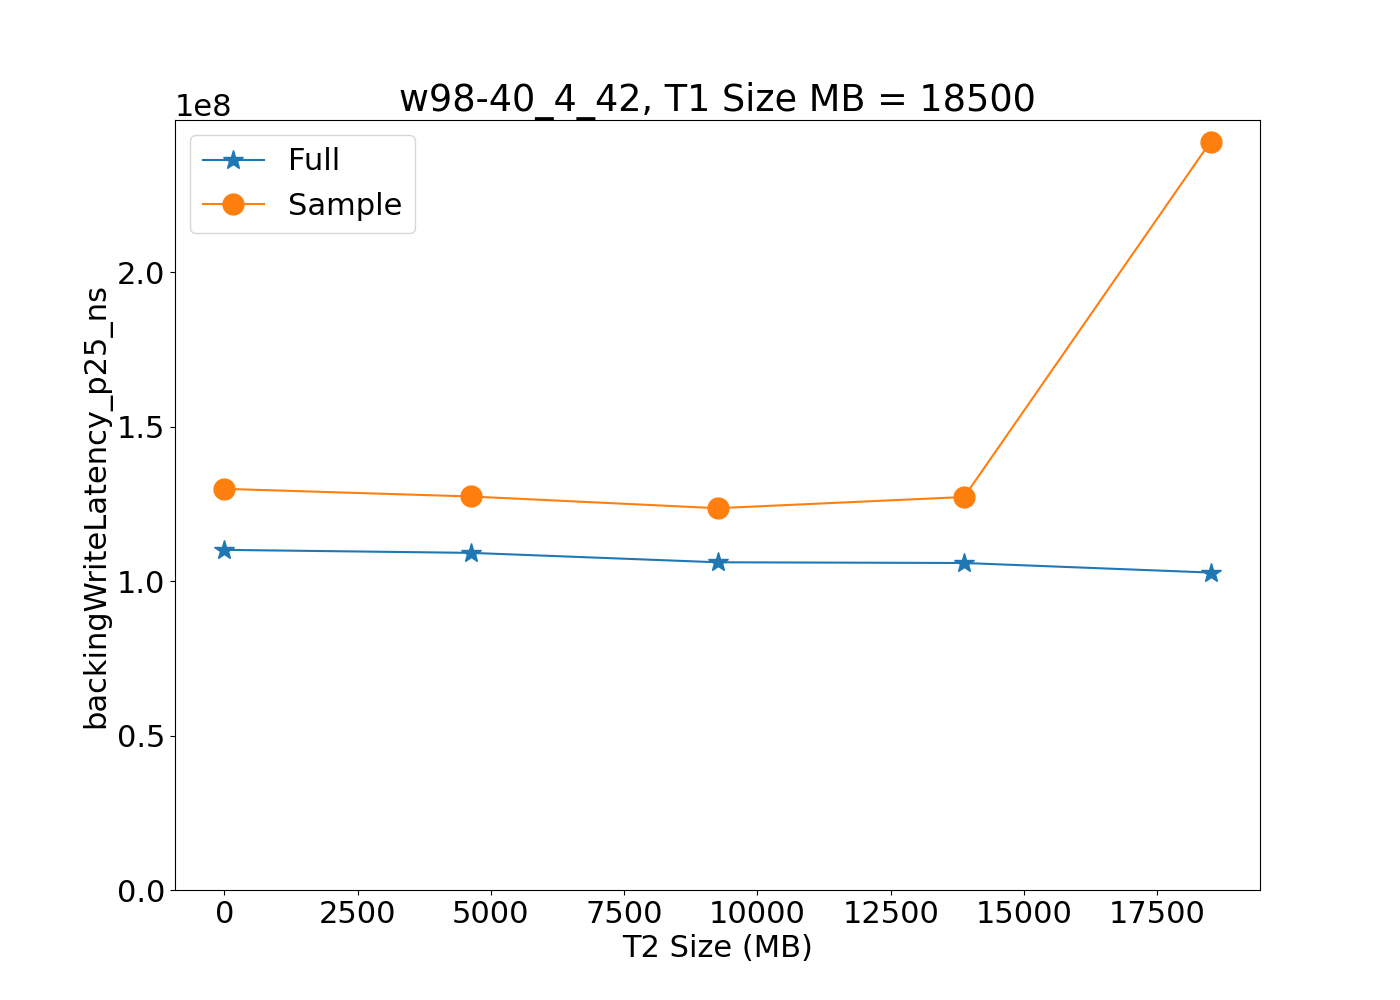 w98-40_4_42, T1 Size MB = 18500
1e8
Full
Sample
backingWriteLatency_p25_ns
2.0
1.5
1.0
0.5
0.0
0 2500 5000 7500 10000 12500 15000 17500
T2 Size (MB)